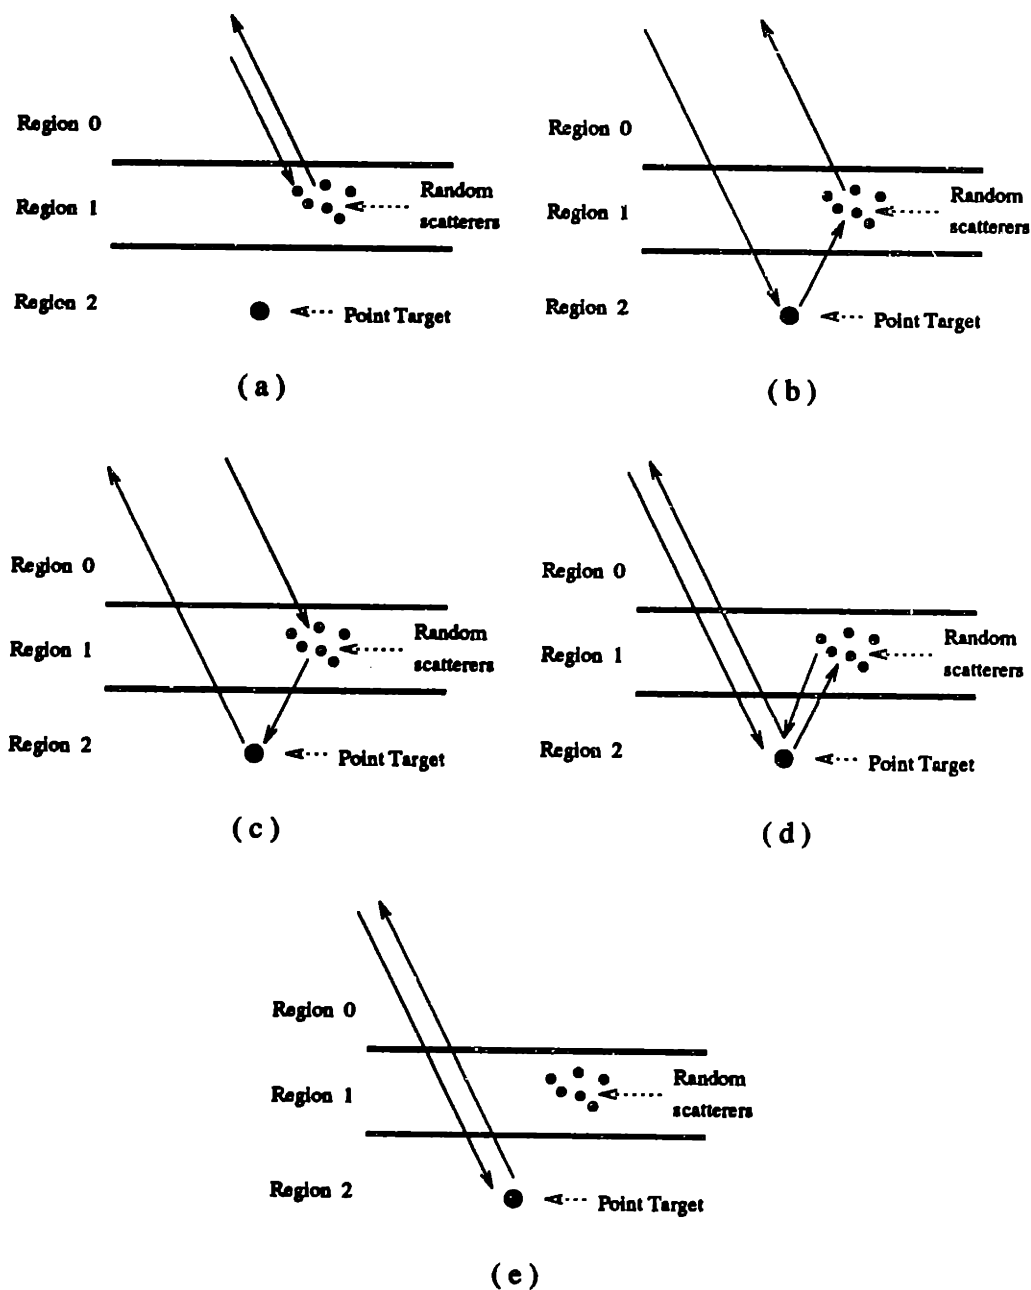 Region 0
Region 1
Random
scatterers
Region 2
Point Target
( a )
Region 0
Region 1
Random
scatterers
Region 2
Point Target
( b )
Region 0
Region 1
Random
scatterers
Region 2
Point Target
( c )
Region 0
Region 1
Random
scatterers
Region 2
Point Target
( d )
Region 0
Region 1
Random
scatterers
Region 2
Point Target
( e )